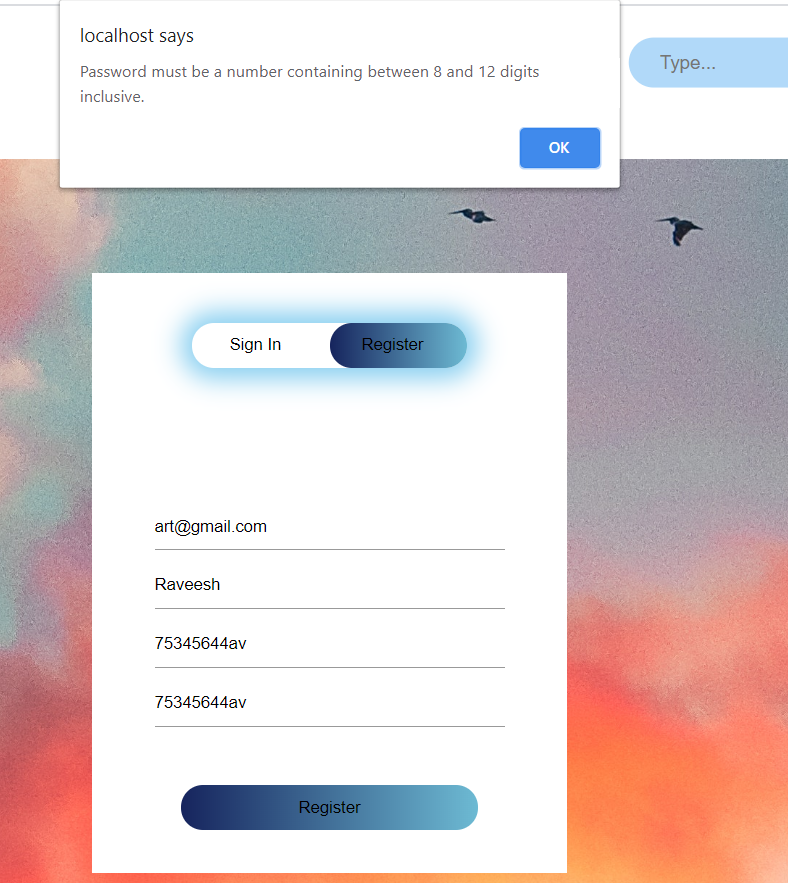 localhost says
Password must be a number containing between 8 and 12 digits
inclusive.
OK
Type...
Sign In
Register
art@gmail.com
Raveesh
75345644av
75345644av
Register